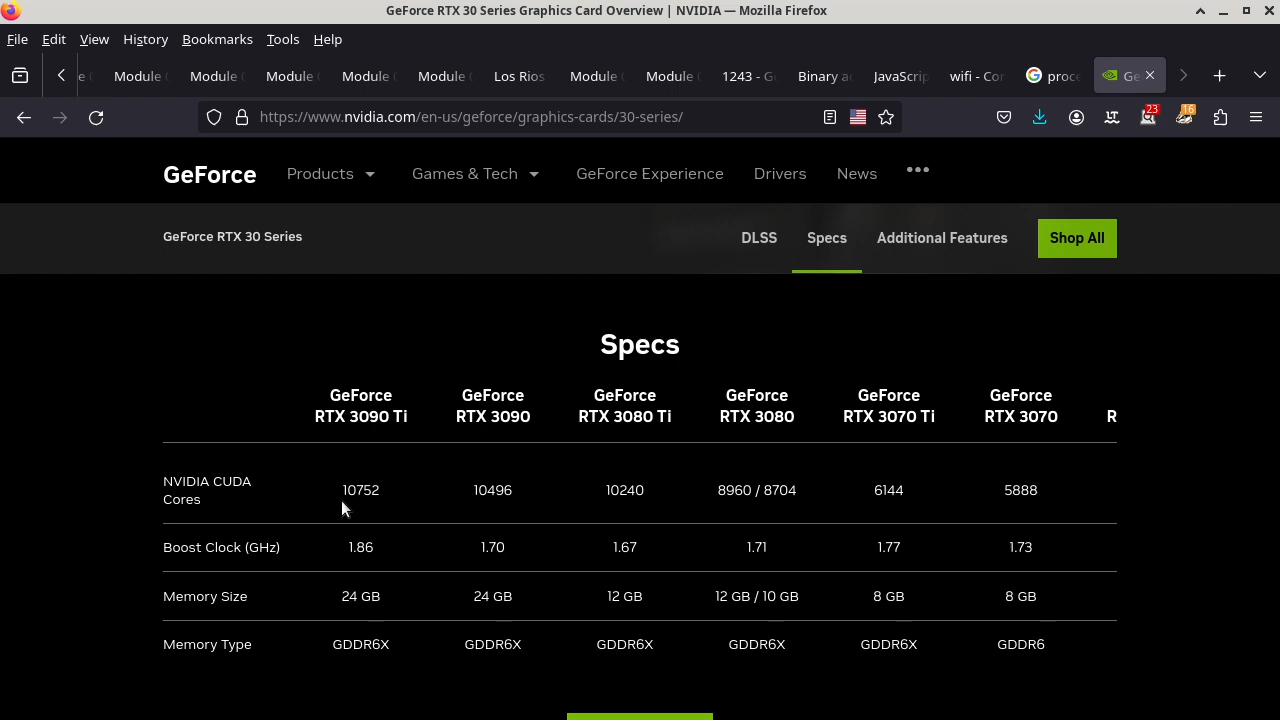 GeForce RTX 30 Series Graphics Card Overview | NVIDIA — Mozilla Firefox
File Edit View History Bookmarks Tools Help
Module Module Module Module Module Los Rios Module Module 1243 - G Binary a JavaScrip wifi - Cor proc Ge
https://www.nvidia.com/en-us/geforce/graphics-cards/30-series/ 23 16
GeForce Products Games & Tech GeForce Experience Drivers News •••
GeForce RTX 30 Series DLSS Specs Additional Features Shop All
Specs
GeForce GeForce GeForce GeForce GeForce GeForce
RTX 3090 Ti RTX 3090 RTX 3080 Ti RTX 3080 RTX 3070 Ti RTX 3070 R
NVIDIA CUDA
Cores 10752 10496 10240 8960 / 8704 6144 5888
Boost Clock (GHz) 1.86 1.70 1.67 1.71 1.77 1.73
Memory Size 24 GB 24 GB 12 GB 12 GB / 10 GB 8 GB 8 GB
Memory Type GDDR6X GDDR6X GDDR6X GDDR6X GDDR6X GDDR6